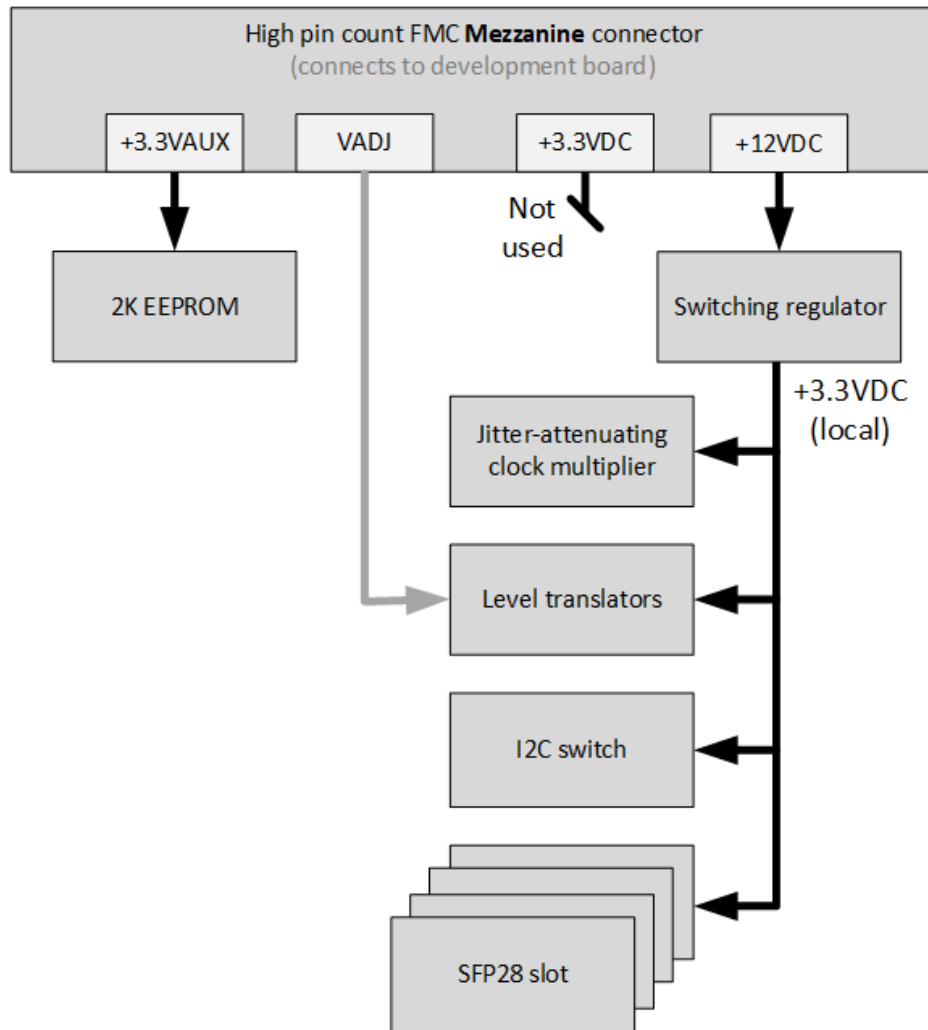 High pin count FMC Mezzanine connector
(connects to development board)
+3.3VAUX
VADJ
+3.3VDC
+12VDC
Not
used
2K EEPROM
Switching regulator
+3.3VDC
(local)
Jitter-attenuating
clock multiplier
Level translators
I2C switch
SFP28 slot